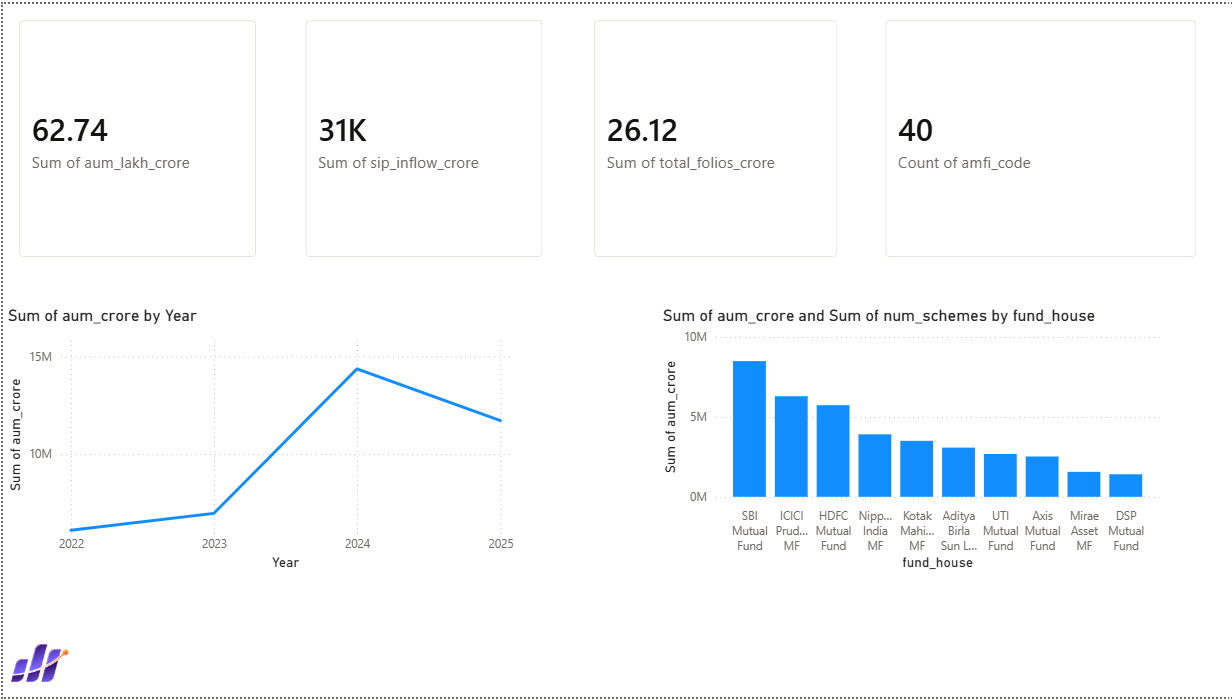 62.74
Sum of aum_lakh_crore
31K
Sum of sip_inflow_crore
26.12
Sum of total_folios_crore
40
Count of amfi_code
Sum of aum_crore by Year
Sum of aum_crore
15M
10M
2022 2023 2024 2025
Year
Sum of aum_crore and Sum of num_schemes by fund_house
Sum of aum_crore
10M
5M
0M
SBI Mutual Fund
ICICI Prud... MF
HDFC Mutual Fund
Nipp... India MF
Kotak Mahi... MF
Aditya Birla Sun L...
UTI Mutual Fund
Axis Mutual Fund
Mirae Asset MF
DSP Mutual Fund
fund_house